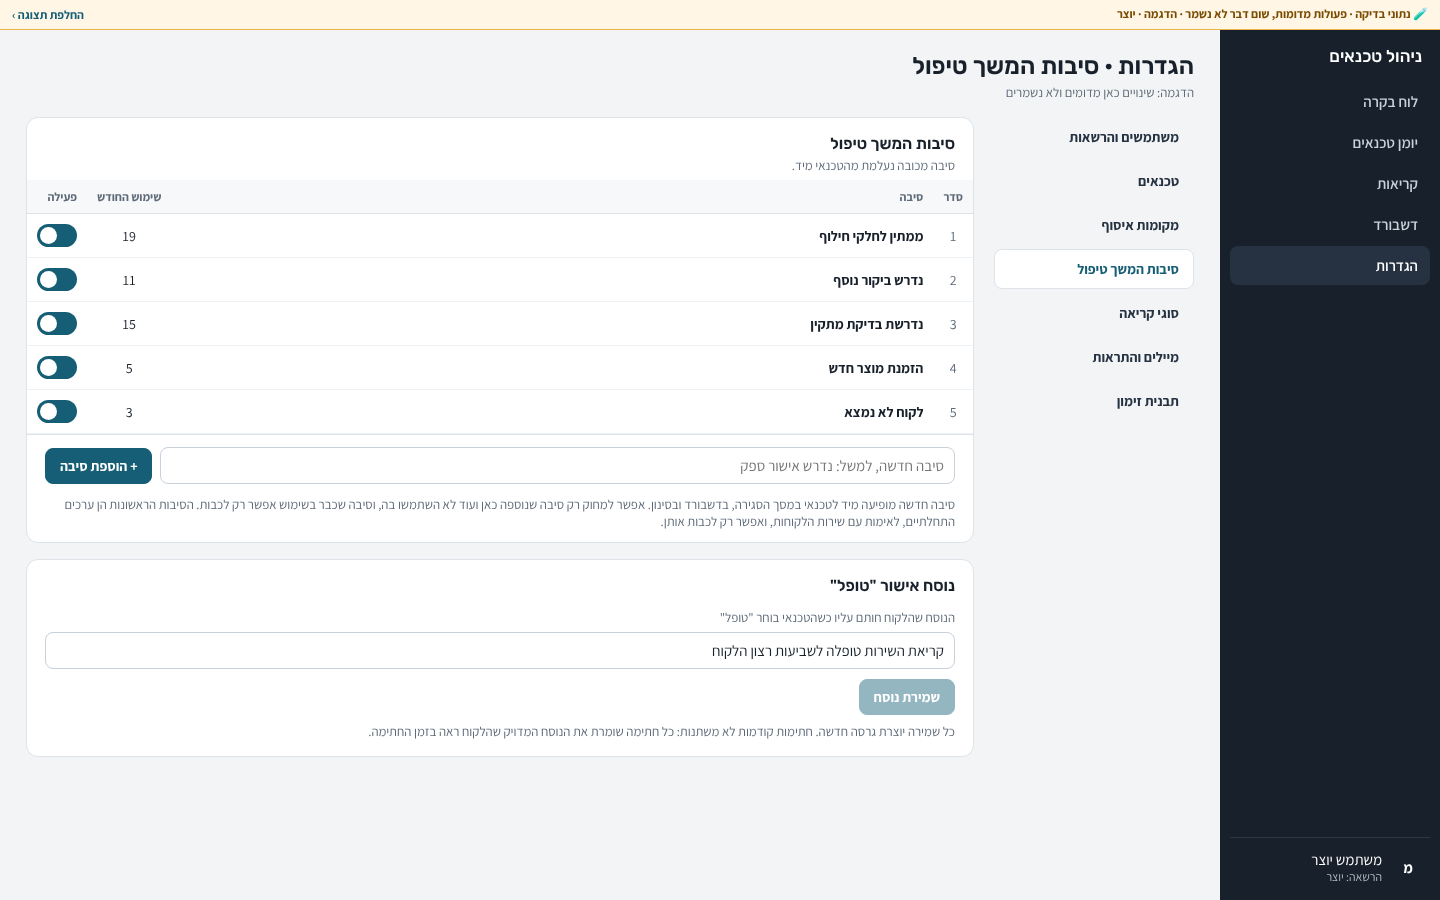 🧪 נתוני בדיקה · פעולות מדומות, שום דבר לא נשמר · הדגמה · יוצר
החלפת תצוגה ›
ניהול טכנאים
לוח בקרה
יומן טכנאים
קריאות
דשבורד
הגדרות
משתמש יוצר
הרשאה: יוצר
מ
הגדרות • סיבות המשך טיפול
הדגמה: שינויים כאן מדומים ולא נשמרים
משתמשים והרשאות
טכנאים
מקומות איסוף
סיבות המשך טיפול
סוגי קריאה
מיילים והתראות
תבנית זימון
סיבות המשך טיפול
סיבה מכובה נעלמת מהטכנאי מיד.
סדר סיבה שימוש החודש פעילה
1 ממתין לחלקי חילוף 19
2 נדרש ביקור נוסף 11
3 נדרשת בדיקת מתקין 15
4 הזמנת מוצר חדש 5
5 לקוח לא נמצא 3
סיבה חדשה, למשל: נדרש אישור ספק
+ הוספת סיבה
סיבה חדשה מופיעה מיד לטכנאי במסך הסגירה, בדשבורד ובסינון. אפשר למחוק רק סיבה שנוספה כאן ועוד לא השתמשו בה, וסיבה שכבר בשימוש אפשר רק לכבות. הסיבות הראשונות הן ערכים
התחלתיים, לאימות עם שירות הלקוחות, ואפשר רק לכבות אותן.
נוסח אישור "טופל"
הנוסח שהלקוח חותם עליו כשהטכנאי בוחר "טופל"
קריאת השירות טופלה לשביעות רצון הלקוח
שמירת נוסח
כל שמירה יוצרת גרסה חדשה. חתימות קודמות לא משתנות: כל חתימה שומרת את הנוסח המדויק שהלקוח ראה בזמן החתימה.